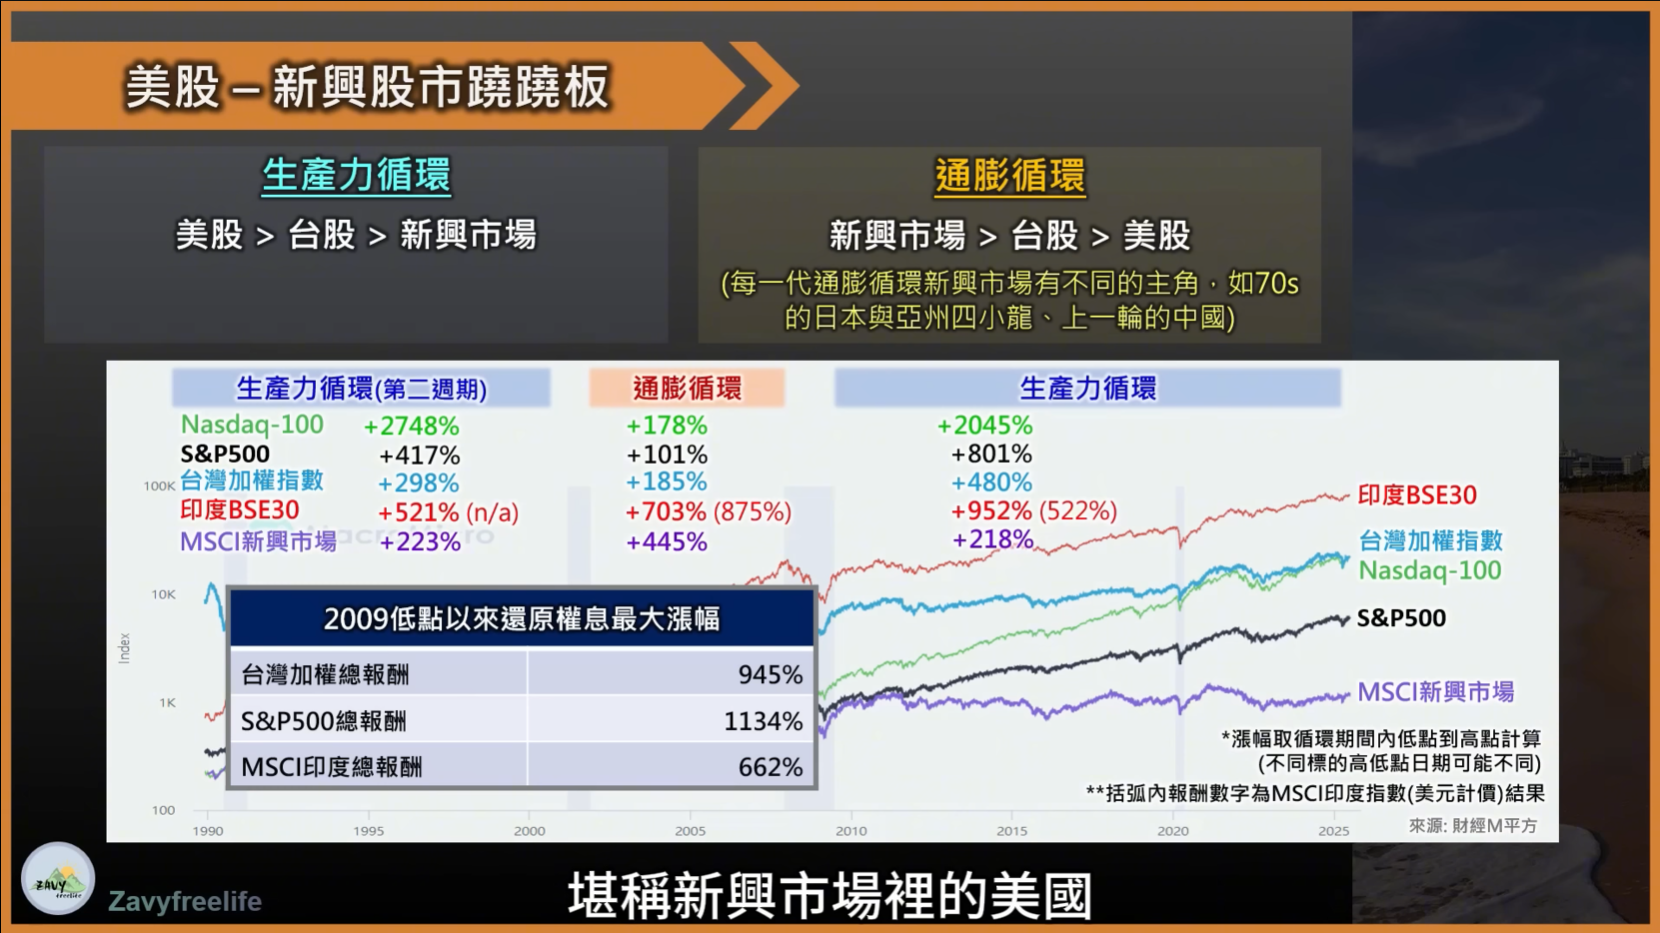 美股 – 新興股市蹺蹺板
生產力循環
美股 > 台股 > 新興市場
通膨循環
新興市場 > 台股 > 美股
(每一代通膨循環新興市場有不同的主角，如70s
的日本與亞州四小龍、上一輪的中國)
生產力循環(第二週期)
通膨循環
生產力循環
Nasdaq-100 +2748% +178% +2045%
S&P500 +417% +101% +801%
台灣加權指數 +298% +185% +480%
印度BSE30 +521% (n/a) +703% (875%) +952% (522%)
MSCI新興市場 +223% +445% +218%
100K
10K
1K
100
Index
印度BSE30
台灣加權指數
Nasdaq-100
S&P500
MSCI新興市場
2009低點以來還原權息最大漲幅
台灣加權總報酬 945%
S&P500總報酬 1134%
MSCI印度總報酬 662%
*漲幅取循環期間內低點到高點計算
(不同標的高低點日期可能不同)
**括弧內報酬數字為MSCI印度指數(美元計價)結果
來源: 財經M平方
1990 1995 2000 2005 2010 2015 2020 2025
ZAVY
freelife
Zavyfreelife
堪稱新興市場裡的美國